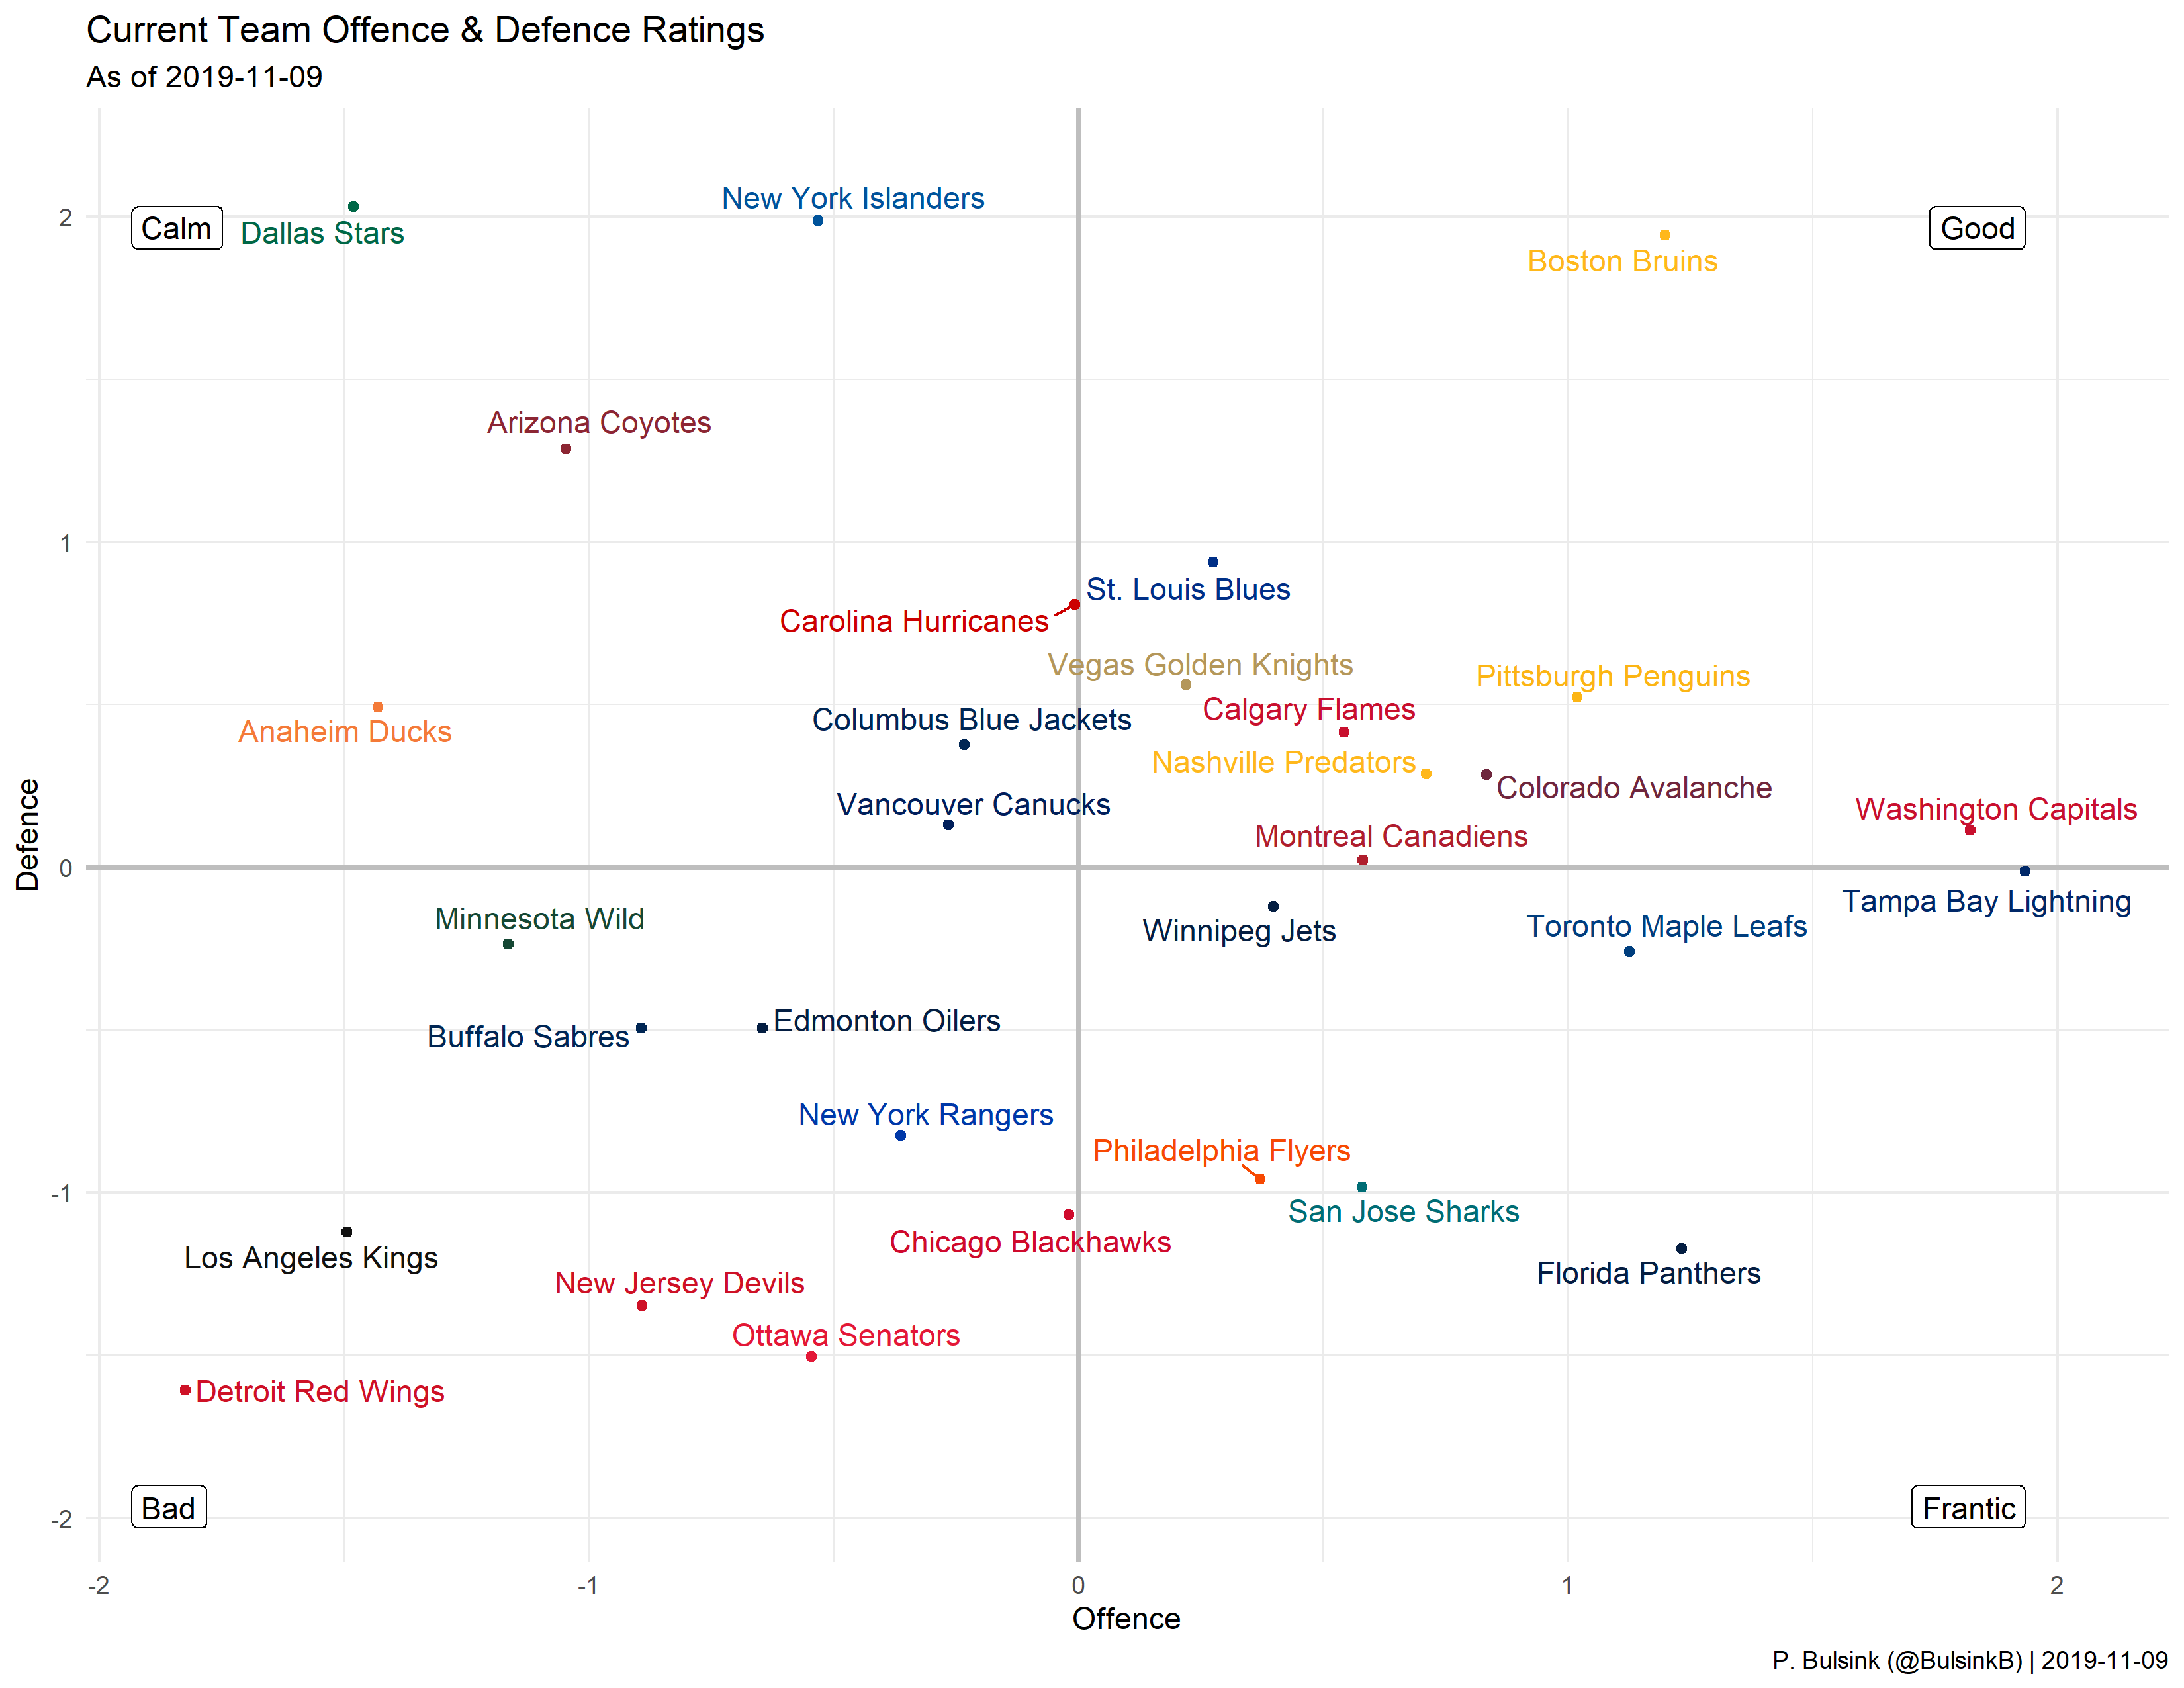 Current Team Offence & Defence Ratings
As of 2019-11-09
New York Islanders
2
Calm
Dallas Stars
Good
Boston Bruins
Arizona Coyotes
1
St. Louis Blues
Carolina Hurricanes
Vegas Golden Knights
Pittsburgh Penguins
Calgary Flames
Columbus Blue Jackets
Anaheim Ducks
Nashville Predators
Colorado Avalanche
Vancouver Canucks
Washington Capitals
Montreal Canadiens
Defence
0
Tampa Bay Lightning
Minnesota Wild
Toronto Maple Leafs
Winnipeg Jets
Edmonton Oilers
Buffalo Sabres
New York Rangers
Philadelphia Flyers
-1
San Jose Sharks
Chicago Blackhawks
Los Angeles Kings
Florida Panthers
New Jersey Devils
Ottawa Senators
Detroit Red Wings
Bad
Frantic
-2
-2 -1 0 1 2
Offence
P. Bulsink (@BulsinkB) | 2019-11-09